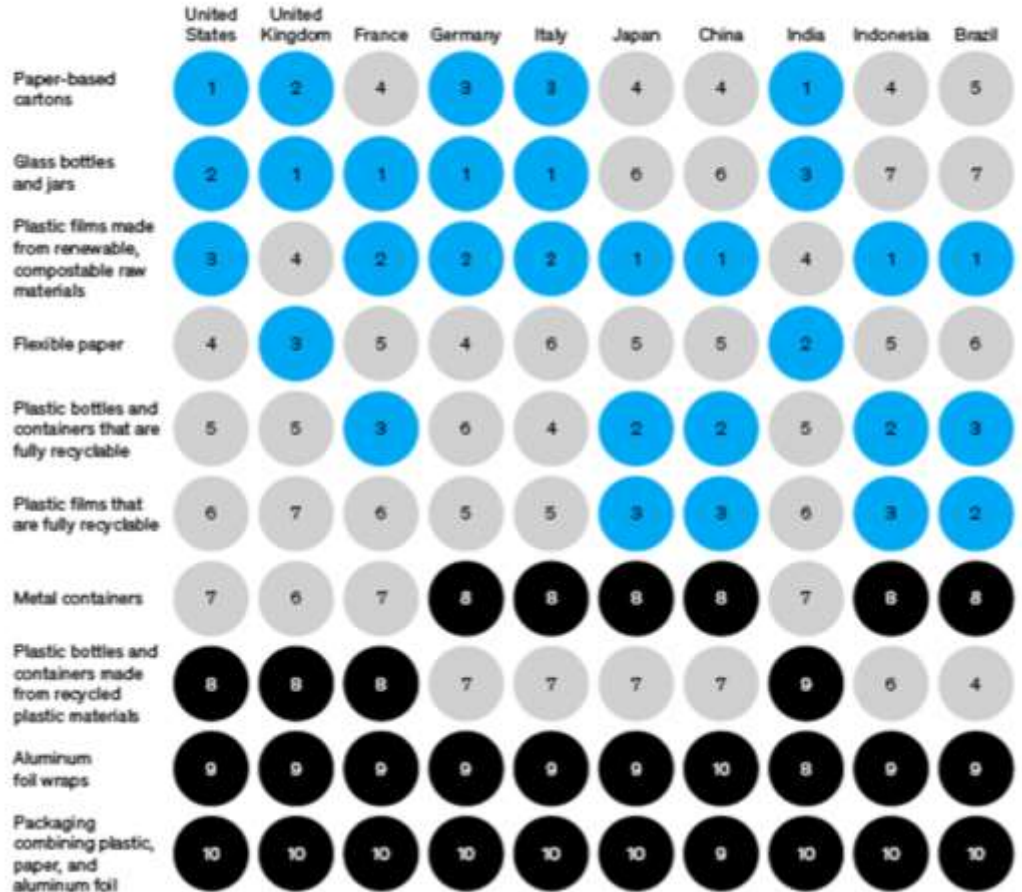 United States United Kingdom France Germany Italy Japan China India Indonesia Brazil
Paper-based cartons 1 2 4 3 3 4 4 1 4 5
Glass bottles and jars 2 1 1 1 1 6 6 3 7 7
Plastic films made from renewable, compostable raw materials 3 4 2 2 2 1 1 4 1 1
Flexible paper 4 3 5 4 6 5 5 2 5 6
Plastic bottles and containers that are fully recyclable 5 5 3 6 4 2 2 5 2 3
Plastic films that are fully recyclable 6 7 6 5 5 3 3 6 3 2
Metal containers 7 6 7 8 8 8 8 7 8 8
Plastic bottles and containers made from recycled plastic materials 8 8 8 7 7 7 7 9 6 4
Aluminum foil wraps 9 9 9 9 9 9 10 8 9 9
Packaging combining plastic, paper, and aluminum foil 10 10 10 10 10 10 9 10 10 10